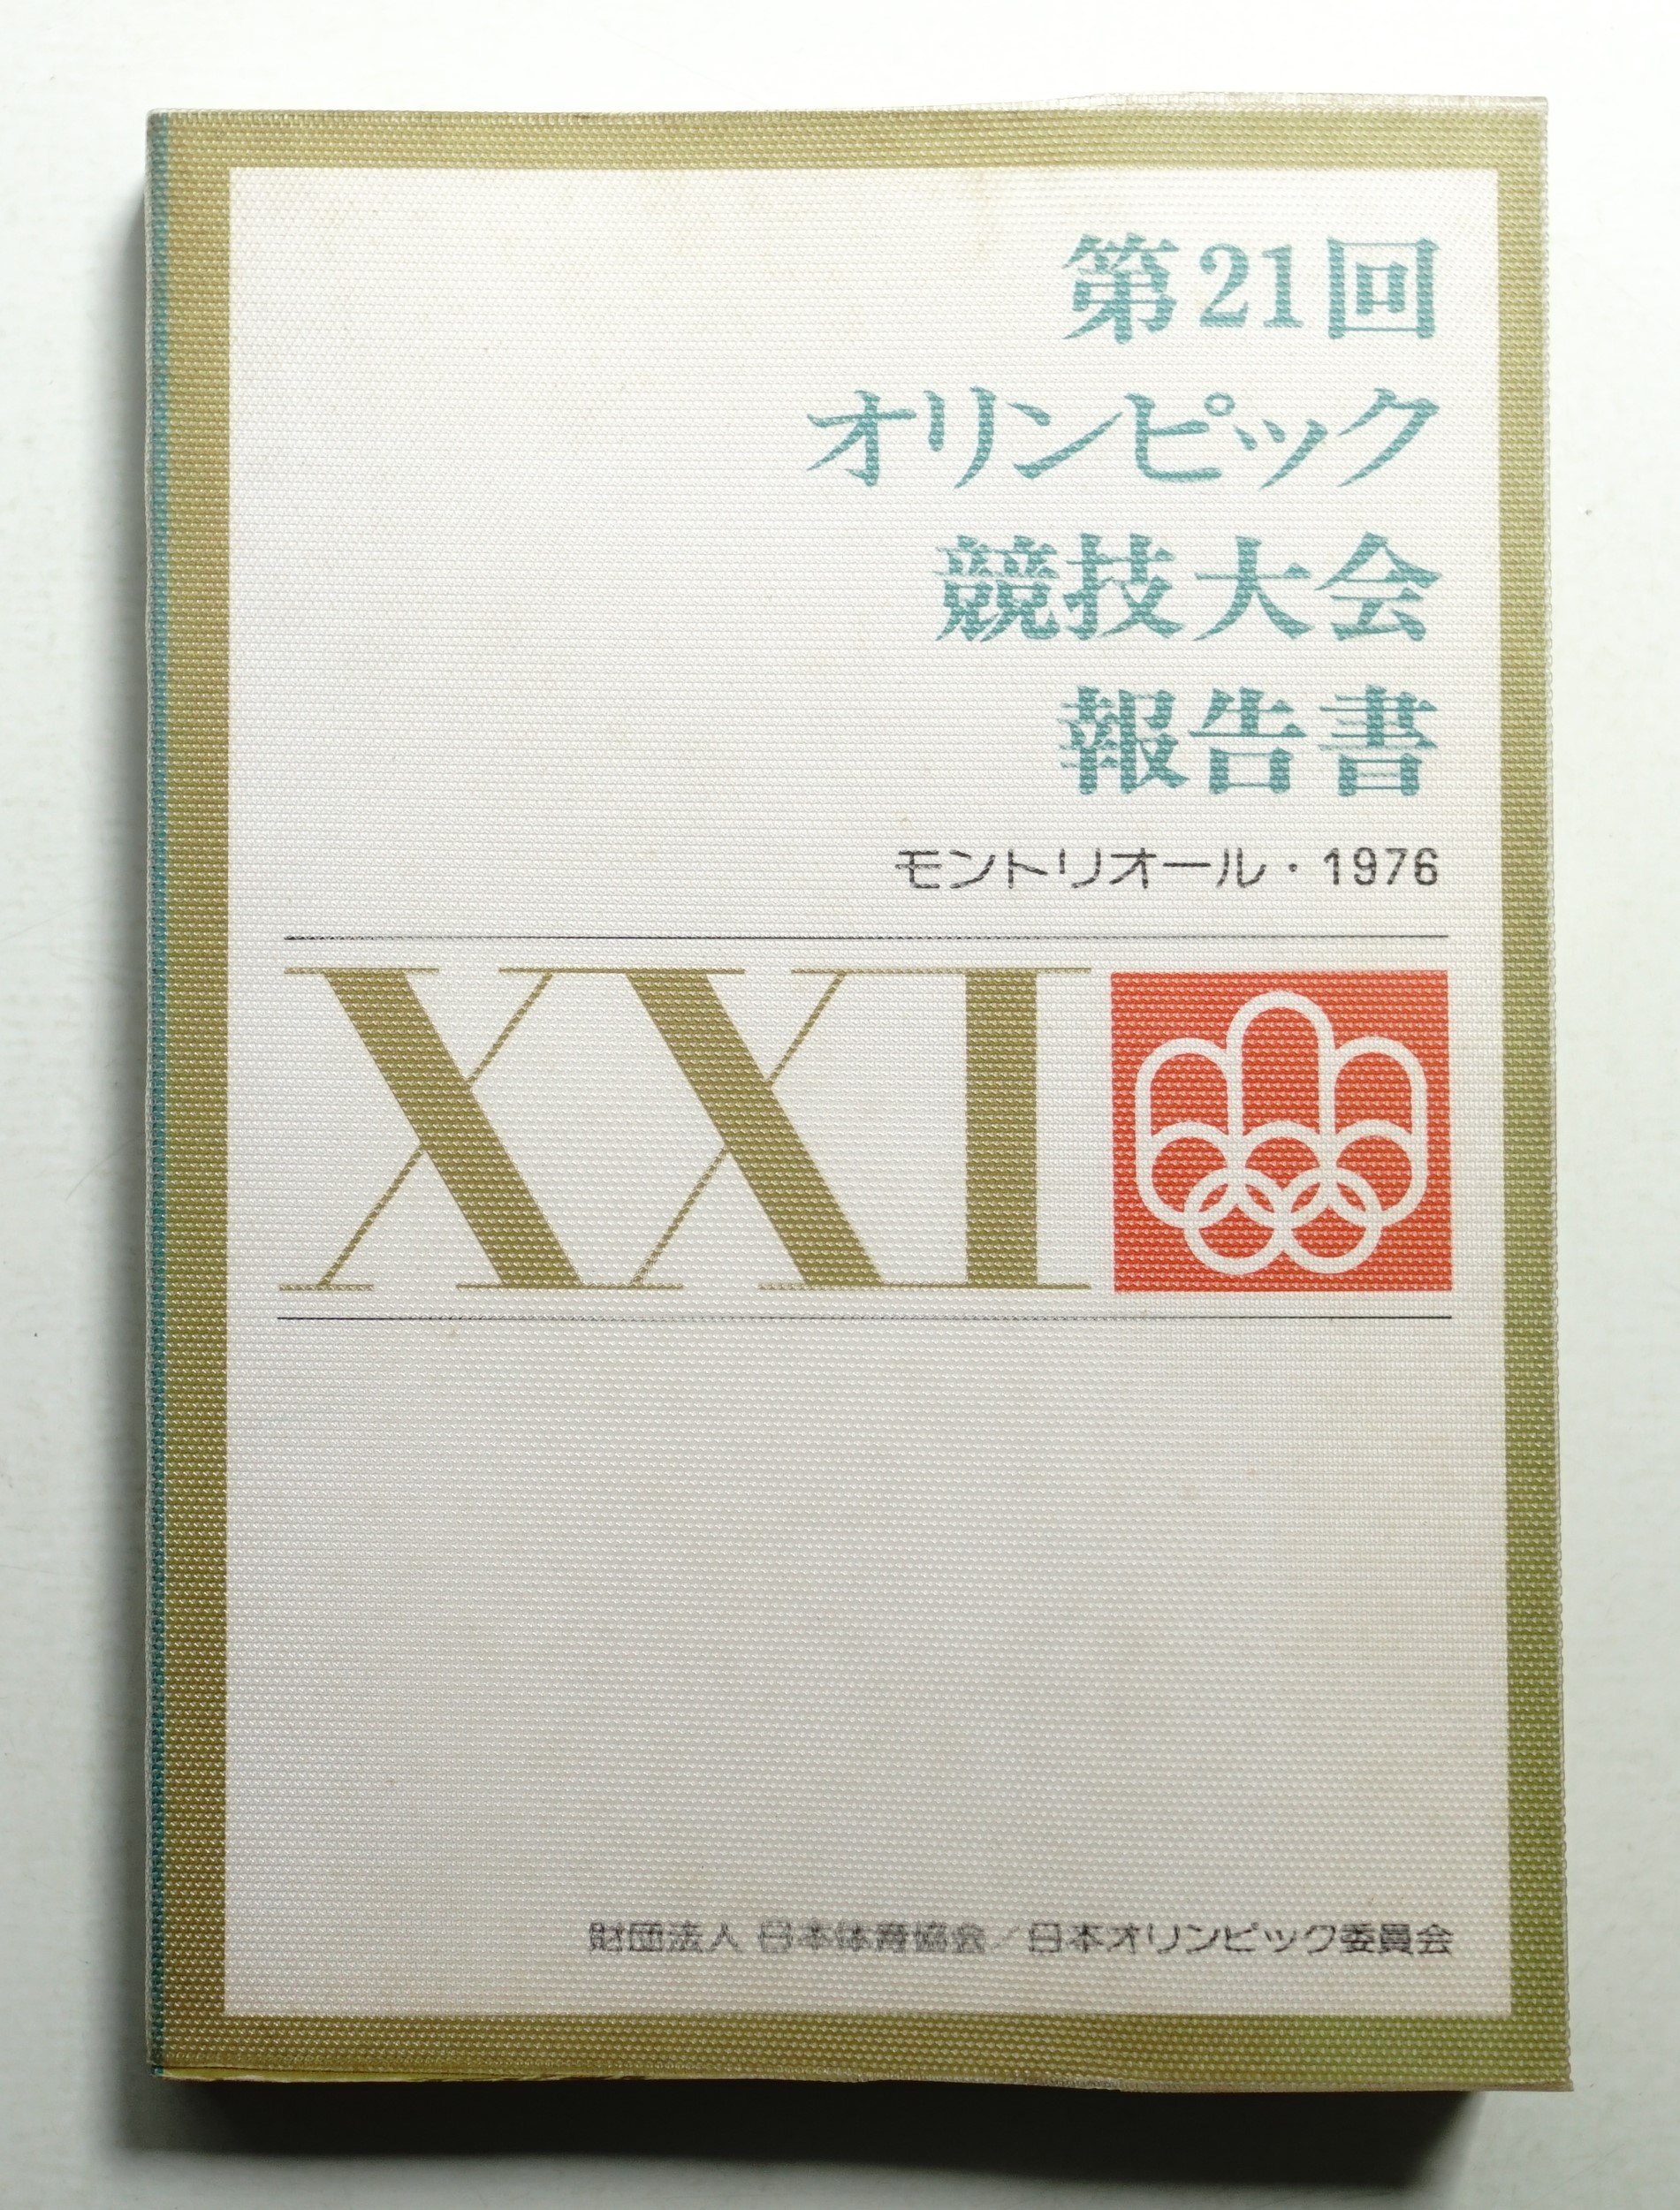 第21回
オリンピック
競技大会
報告書
モントリオール・1976
XXI
財団法人 日本体育協会／日本オリンピック委員会